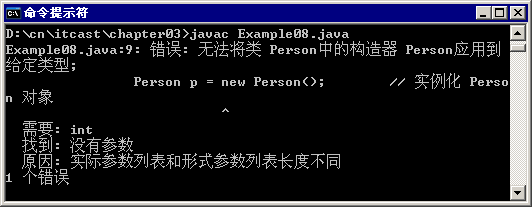 命令提示符
D:\cn\itcast\chapter03>javac Example08.java
Example08.java:9: 错误: 无法将类 Person中的构造器 Person应用到
给定类型;
Person p = new Person(); // 实例化 Perso
n 对象
^
需要: int
找到: 没有参数
原因: 实际参数列表和形式参数列表长度不同
1 个错误